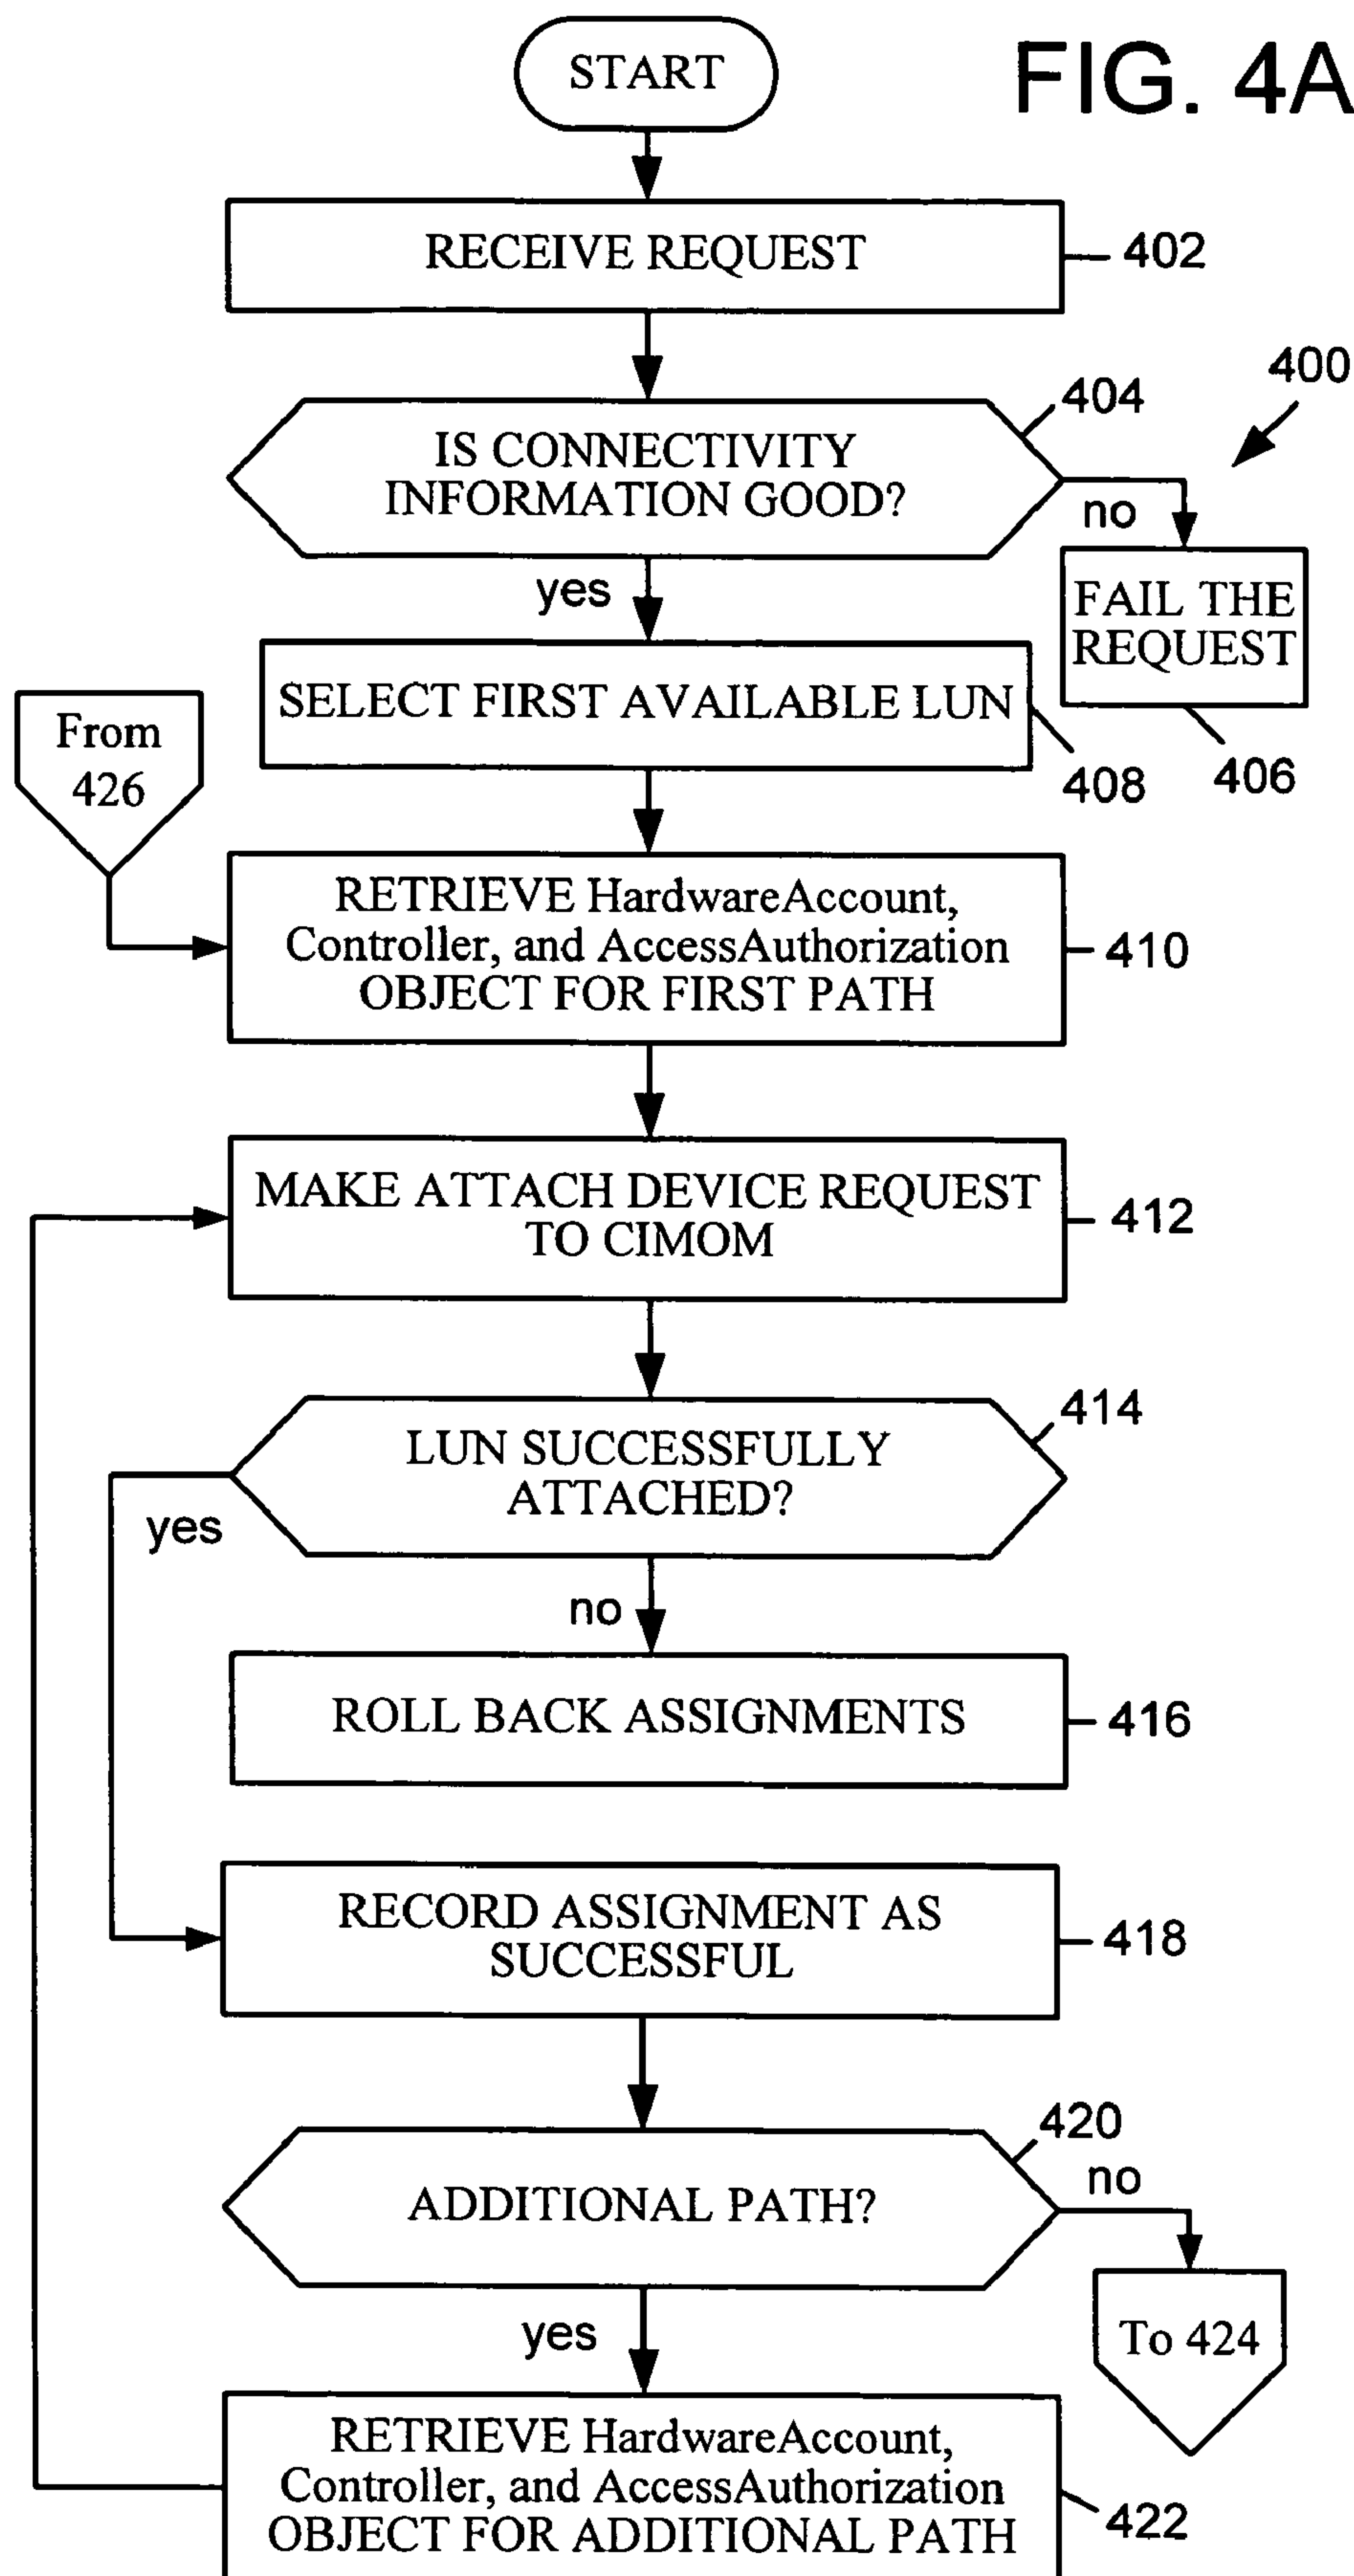 START
FIG. 4A
RECEIVE REQUEST
402
400
404
IS CONNECTIVITY
INFORMATION GOOD?
no
yes
FAIL THE
REQUEST
406
SELECT FIRST AVAILABLE LUN
408
From
426
RETRIEVE HardwareAccount,
Controller, and AccessAuthorization
OBJECT FOR FIRST PATH
410
MAKE ATTACH DEVICE REQUEST
TO CIMOM
412
414
LUN SUCCESSFULLY
ATTACHED?
yes
no
ROLL BACK ASSIGNMENTS
416
RECORD ASSIGNMENT AS
SUCCESSFUL
418
420
ADDITIONAL PATH?
no
yes
To 424
RETRIEVE HardwareAccount,
Controller, and AccessAuthorization
OBJECT FOR ADDITIONAL PATH
422